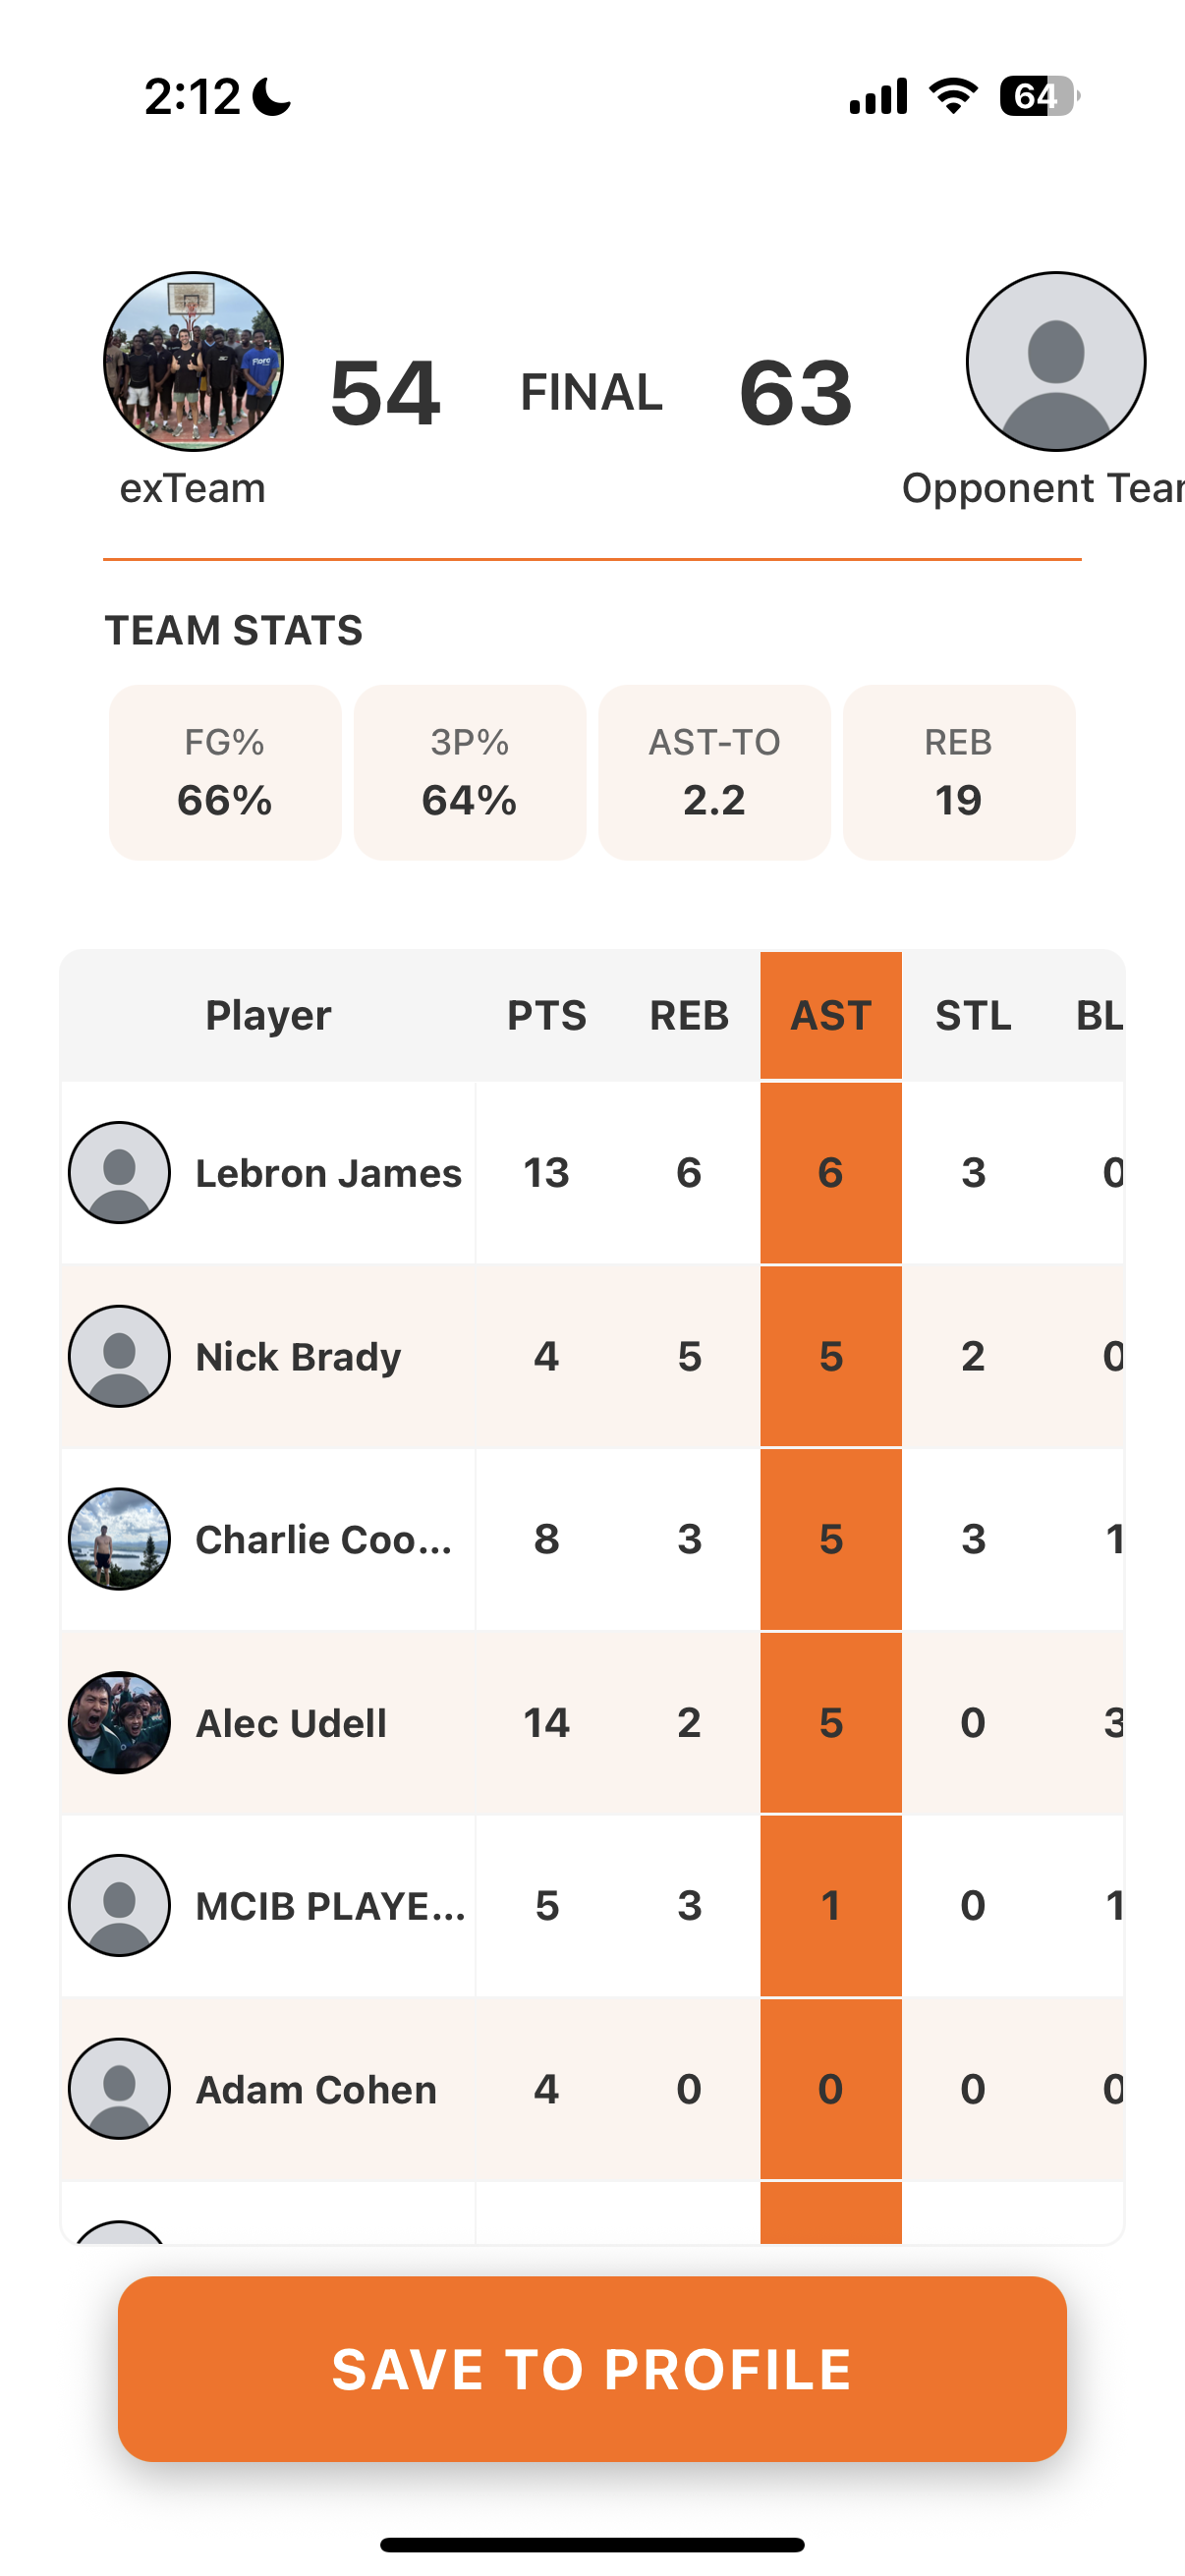 2:12 64
54 FINAL 63
exTeam Opponent Tear
TEAM STATS
FG% 3P% AST-TO REB
66% 64% 2.2 19
Player PTS REB AST STL BL
Lebron James 13 6 6 3 0
Nick Brady 4 5 5 2 0
Charlie Coo... 8 3 5 3 1
Alec Udell 14 2 5 0 3
MCIB PLAYE... 5 3 1 0 1
Adam Cohen 4 0 0 0 0
SAVE TO PROFILE